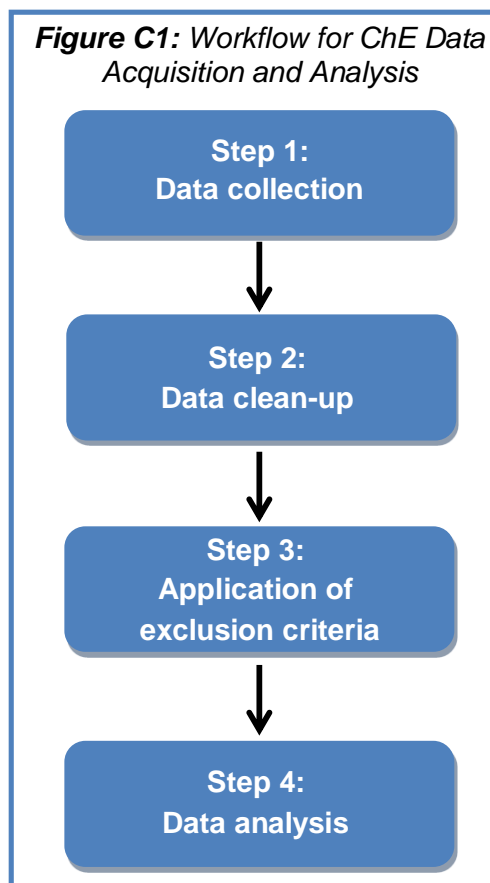 Figure C1: Workflow for ChE Data
Acquisition and Analysis
Step 1:
Data collection
Step 2:
Data clean-up
Step 3:
Application of
exclusion criteria
Step 4:
Data analysis